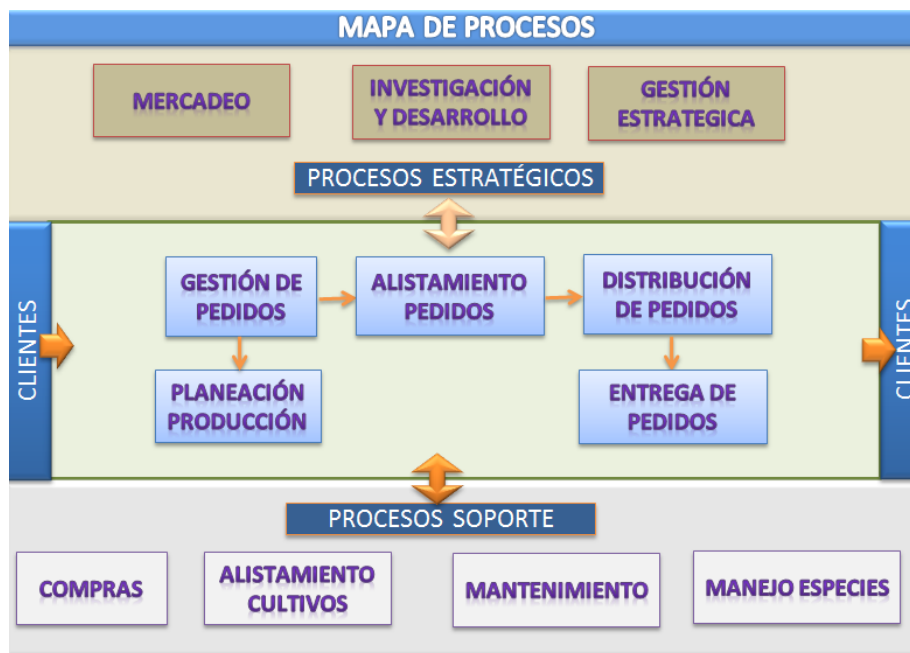 MAPA DE PROCESOS
MERCADEO
INVESTIGACIÓN
Y DESARROLLO
GESTIÓN
ESTRATEGICA
PROCESOS ESTRATÉGICOS
CLIENTES
GESTIÓN DE
PEDIDOS
ALISTAMIENTO
PEDIDOS
DISTRIBUCIÓN
DE PEDIDOS
PLANEACIÓN
PRODUCCIÓN
ENTREGA DE
PEDIDOS
CLIENTES
PROCESOS SOPORTE
COMPRAS
ALISTAMIENTO
CULTIVOS
MANTENIMIENTO
MANEJO ESPECIES